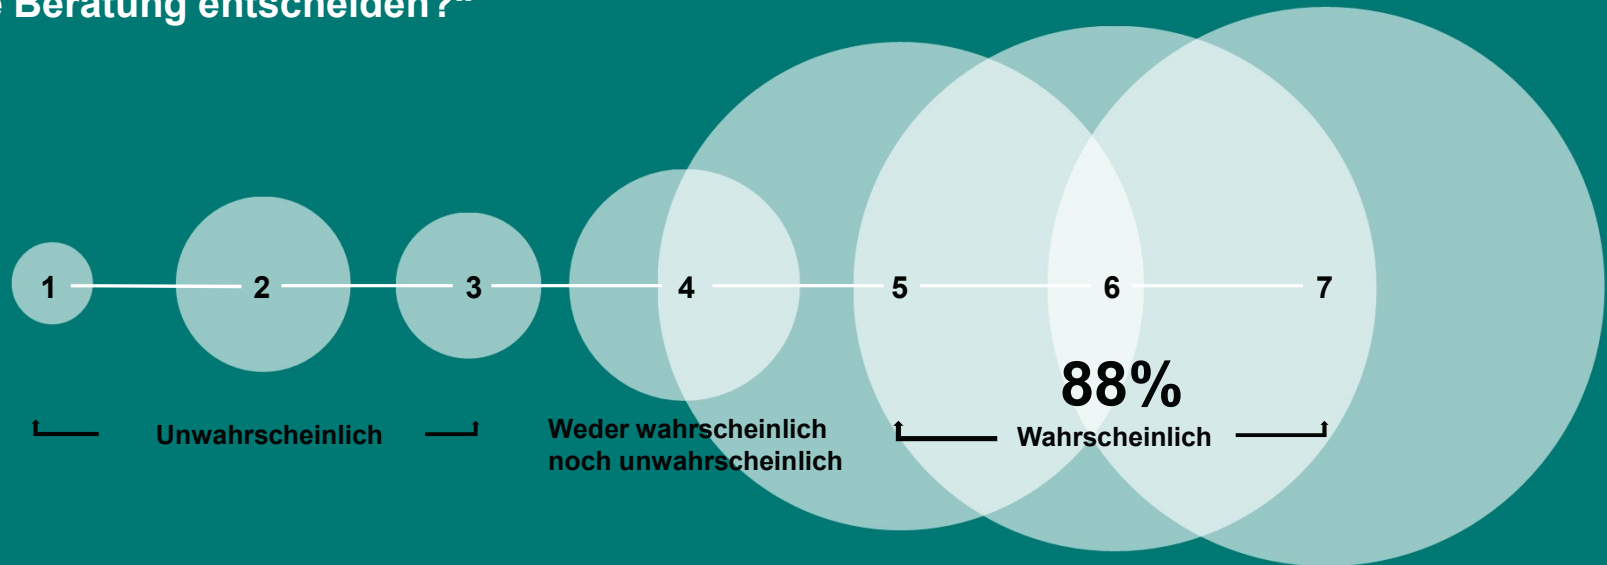 Beratung entscheiden?"
1 2 3 4 5 6 7
88%
Unwahrscheinlich
Weder wahrscheinlich
noch unwahrscheinlich
Wahrscheinlich